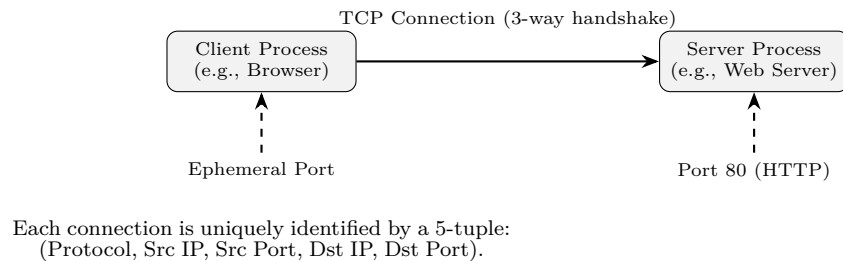 TCP Connection (3-way handshake)
Client Process
(e.g., Browser)
Server Process
(e.g., Web Server)
Ephemeral Port
Port 80 (HTTP)
Each connection is uniquely identified by a 5-tuple:
(Protocol, Src IP, Src Port, Dst IP, Dst Port).